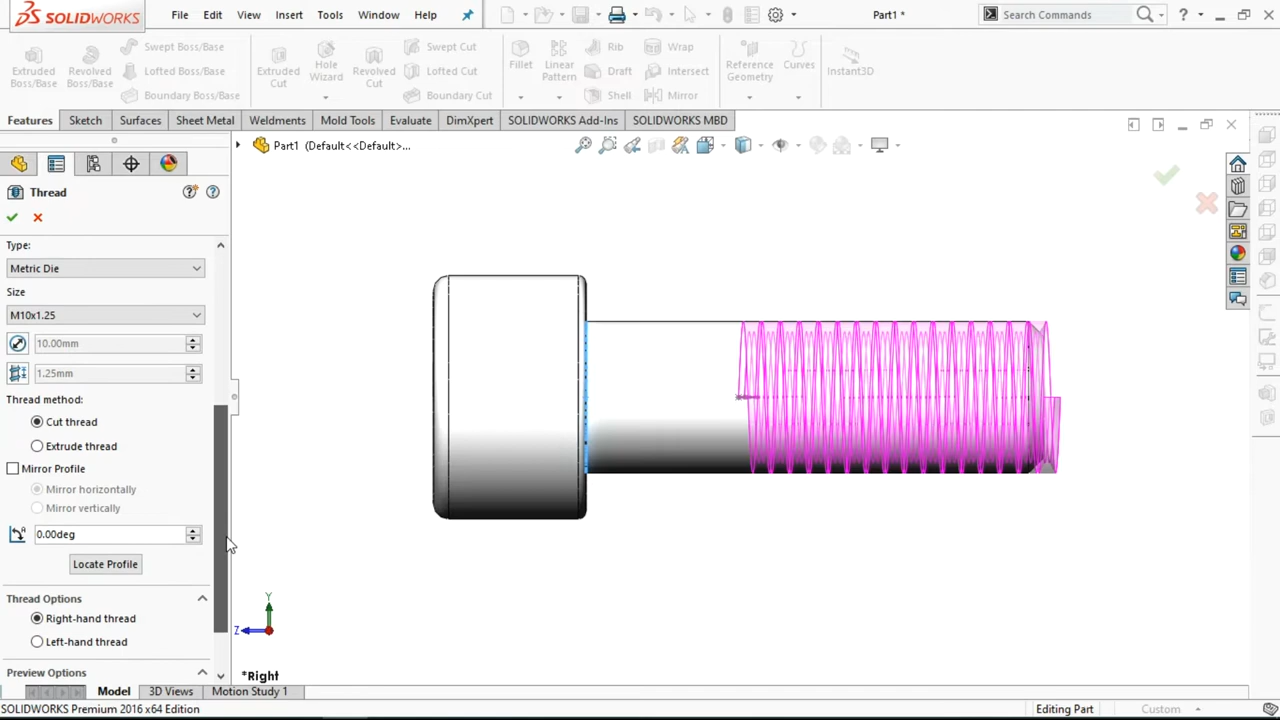 SOLIDWORKS File Edit View Insert Tools Window Help Part1 * Search Commands ?
Extruded Boss/Base
Revolved Boss/Base
Swept Boss/Base
Lofted Boss/Base
Boundary Boss/Base
Extruded Cut
Hole Wizard
Revolved Cut
Swept Cut
Lofted Cut
Boundary Cut
Fillet
Linear Pattern
Rib
Draft
Shell
Wrap
Intersect
Mirror
Reference Geometry
Curves
Instant3D
Features Sketch Surfaces Sheet Metal Weldments Mold Tools Evaluate DimXpert SOLIDWORKS Add-Ins SOLIDWORKS MBD
Part1 (Default<<Default>...
Thread
Type:
Metric Die
Size
M10x1.25
10.00mm
1.25mm
Thread method:
Cut thread
Extrude thread
Mirror Profile
Mirror horizontally
Mirror vertically
0.00deg
Locate Profile
Thread Options
Right-hand thread
Left-hand thread
Preview Options
Y
Z
*Right
Model 3D Views Motion Study 1
SOLIDWORKS Premium 2016 x64 Edition Editing Part Custom